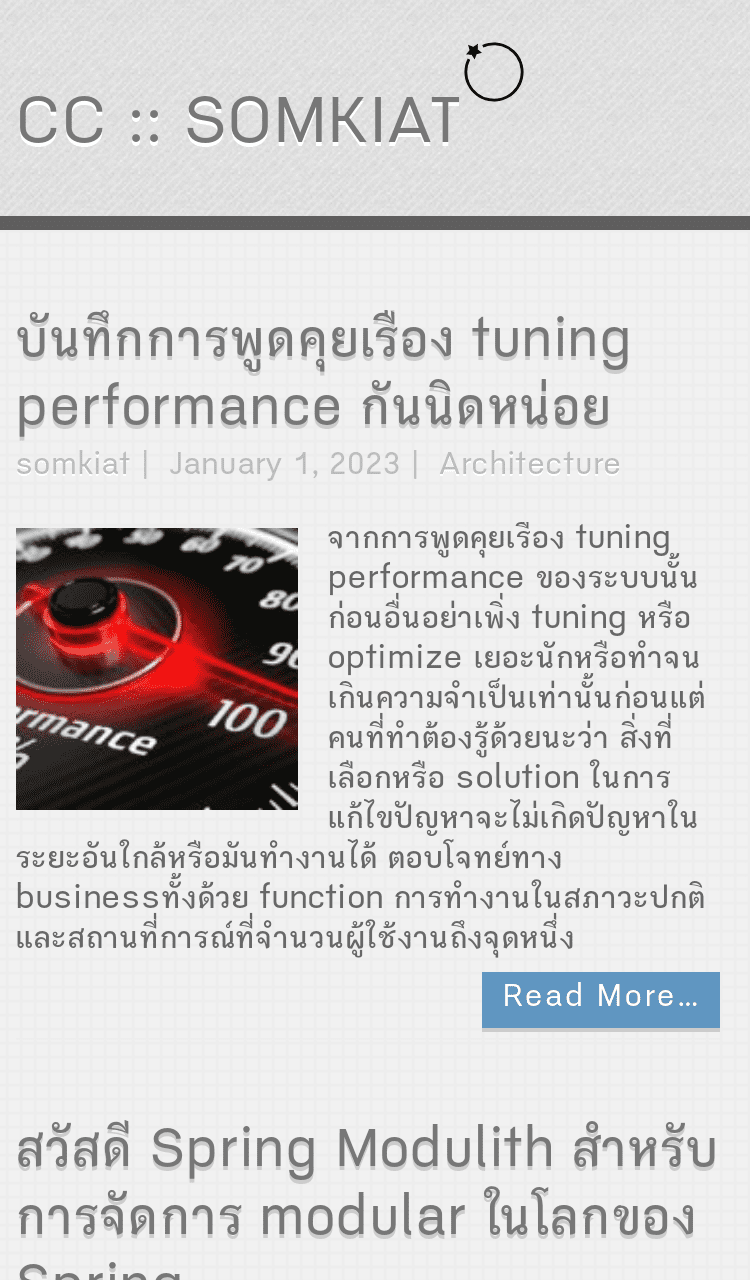 CC :: SOMKIAT
บันทึกการพูดคุยเรื่อง tuning
performance กันนิดหน่อย
somkiat | January 1, 2023 | Architecture
40
50
60
70
80
90
100
rmance
%
จากการพูดคุยเรื่อง tuning
performance ของระบบนั้น
ก่อนอื่นอย่าเพิ่ง tuning หรือ
optimize เยอะนักหรือทำจน
เกินความจำเป็นเท่านั้นก่อนแต่
คนที่ทำต้องรู้ด้วยนะว่า สิ่งที่
เลือกหรือ solution ในการ
แก้ไขปัญหาจะไม่เกิดปัญหาใน
ระยะอันใกล้หรือมันทำงานได้ ตอบโจทย์ทาง
businessทั้งด้วย function การทำงานในสภาวะปกติ
และสถานที่การณ์ที่จำนวนผู้ใช้งานถึงจุดหนึ่ง
Read More…
สวัสดี Spring Modulith สำหรับ
การจัดการ modular ในโลกของ
Spring